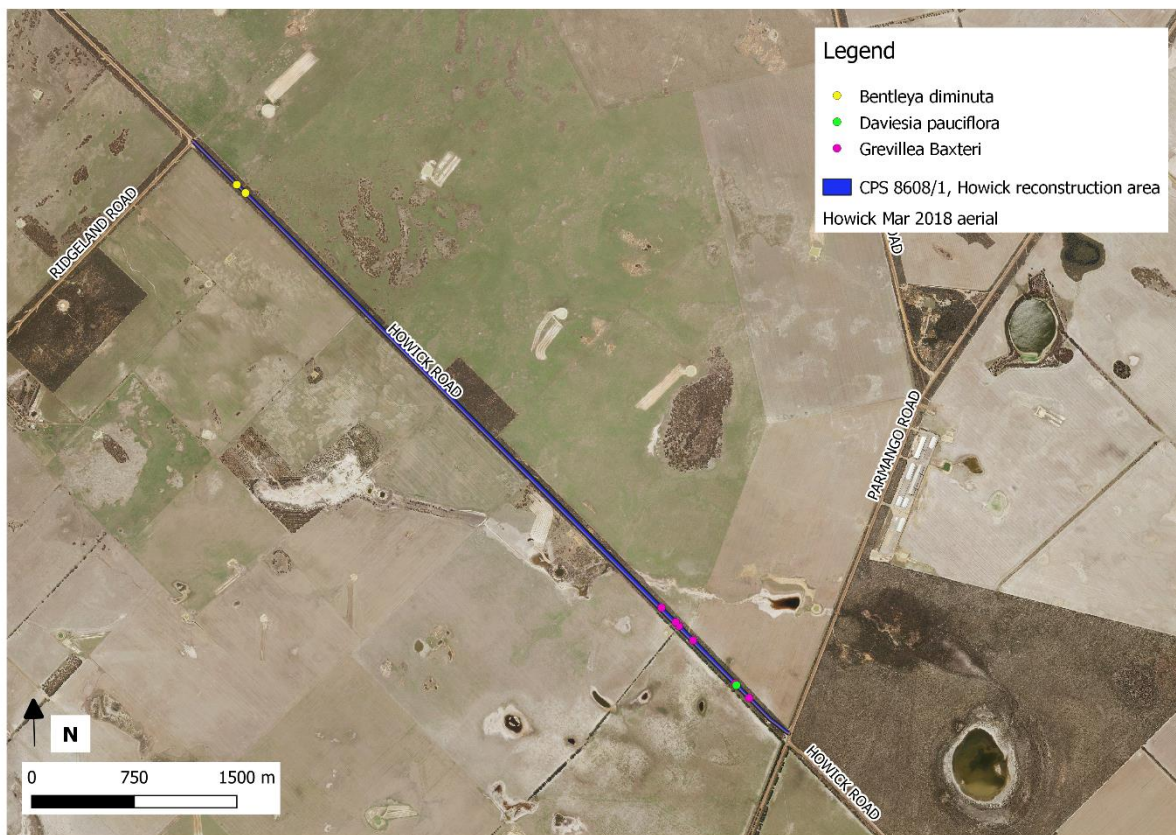 Legend
Bentleya diminuta
Daviesia pauciflora
Grevillea Baxteri
CPS 8608/1, Howick reconstruction area
Howick Mar 2018 aerial
ROAD
RIDGELAND ROAD
HOWICK ROAD
PARMANGO ROAD
HOWICK ROAD
N
0 750 1500 m